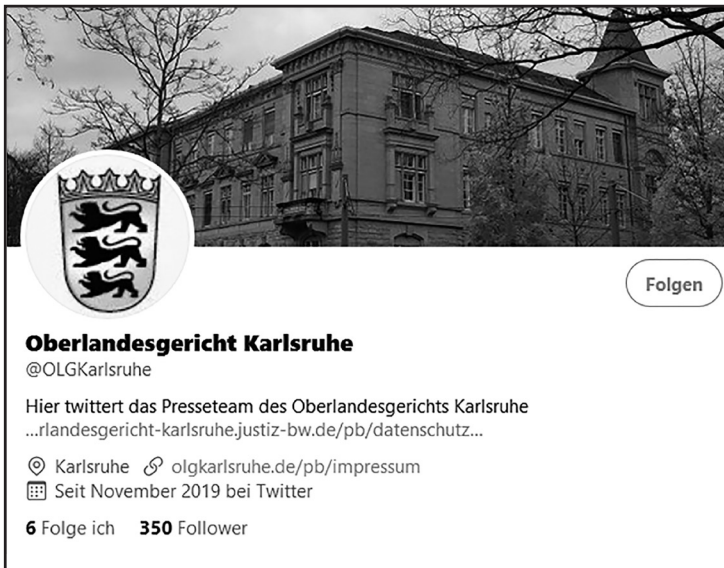 Folgen
Oberlandesgericht Karlsruhe
@OLGKarlsruhe
Hier twittert das Presseteam des Oberlandesgerichts Karlsruhe
...rlandesgericht-karlsruhe.justiz-bw.de/pb/datenschutz...
Karlsruhe olgkarlsruhe.de/pb/impressum
Seit November 2019 bei Twitter
6 Folge ich 350 Follower